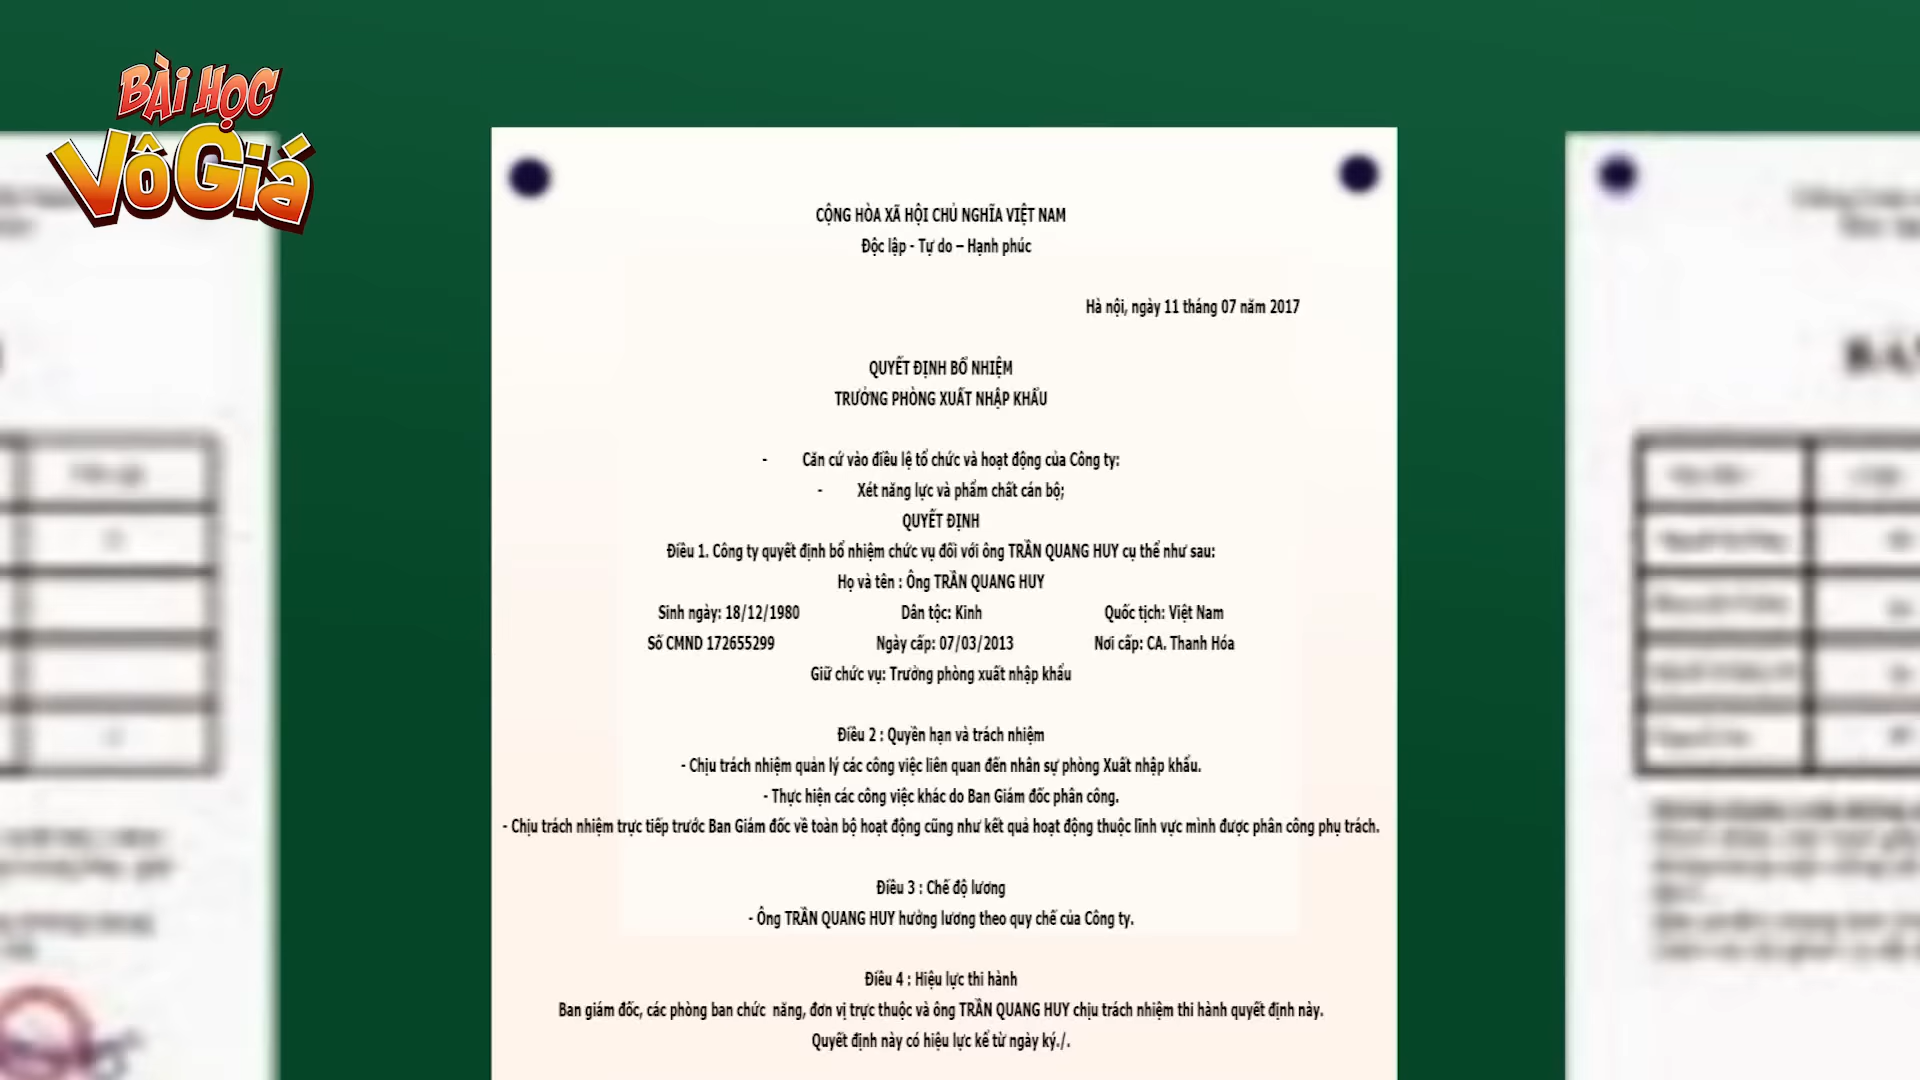 BÀI HỌC
VÔ GIÁ
CỘNG HÒA XÃ HỘI CHỦ NGHĨA VIỆT NAM
Độc lập - Tự do – Hạnh phúc
Hà nội, ngày 11 tháng 07 năm 2017
QUYẾT ĐỊNH BỔ NHIỆM
TRƯỞNG PHÒNG XUẤT NHẬP KHẨU
- Căn cứ vào điều lệ tổ chức và hoạt động của Công ty:
- Xét năng lực và phẩm chất cán bộ;
QUYẾT ĐỊNH
Điều 1. Công ty quyết định bổ nhiệm chức vụ đối với ông TRẦN QUANG HUY cụ thể như sau:
Họ và tên : Ông TRẦN QUANG HUY
Sinh ngày: 18/12/1980 Dân tộc: Kinh Quốc tịch: Việt Nam
Số CMND 172655299 Ngày cấp: 07/03/2013 Nơi cấp: CA. Thanh Hóa
Giữ chức vụ: Trưởng phòng xuất nhập khẩu
Điều 2 : Quyền hạn và trách nhiệm
- Chịu trách nhiệm quản lý các công việc liên quan đến nhân sự phòng Xuất nhập khẩu.
- Thực hiện các công việc khác do Ban Giám đốc phân công.
- Chịu trách nhiệm trực tiếp trước Ban Giám đốc về toàn bộ hoạt động cũng như kết quả hoạt động thuộc lĩnh vực mình được phân công phụ trách.
Điều 3 : Chế độ lương
- Ông TRẦN QUANG HUY hưởng lương theo quy chế của Công ty.
Điều 4 : Hiệu lực thi hành
Ban giám đốc, các phòng ban chức năng, đơn vị trực thuộc và ông TRẦN QUANG HUY chịu trách nhiệm thi hành quyết định này.
Quyết định này có hiệu lực kể từ ngày ký./.